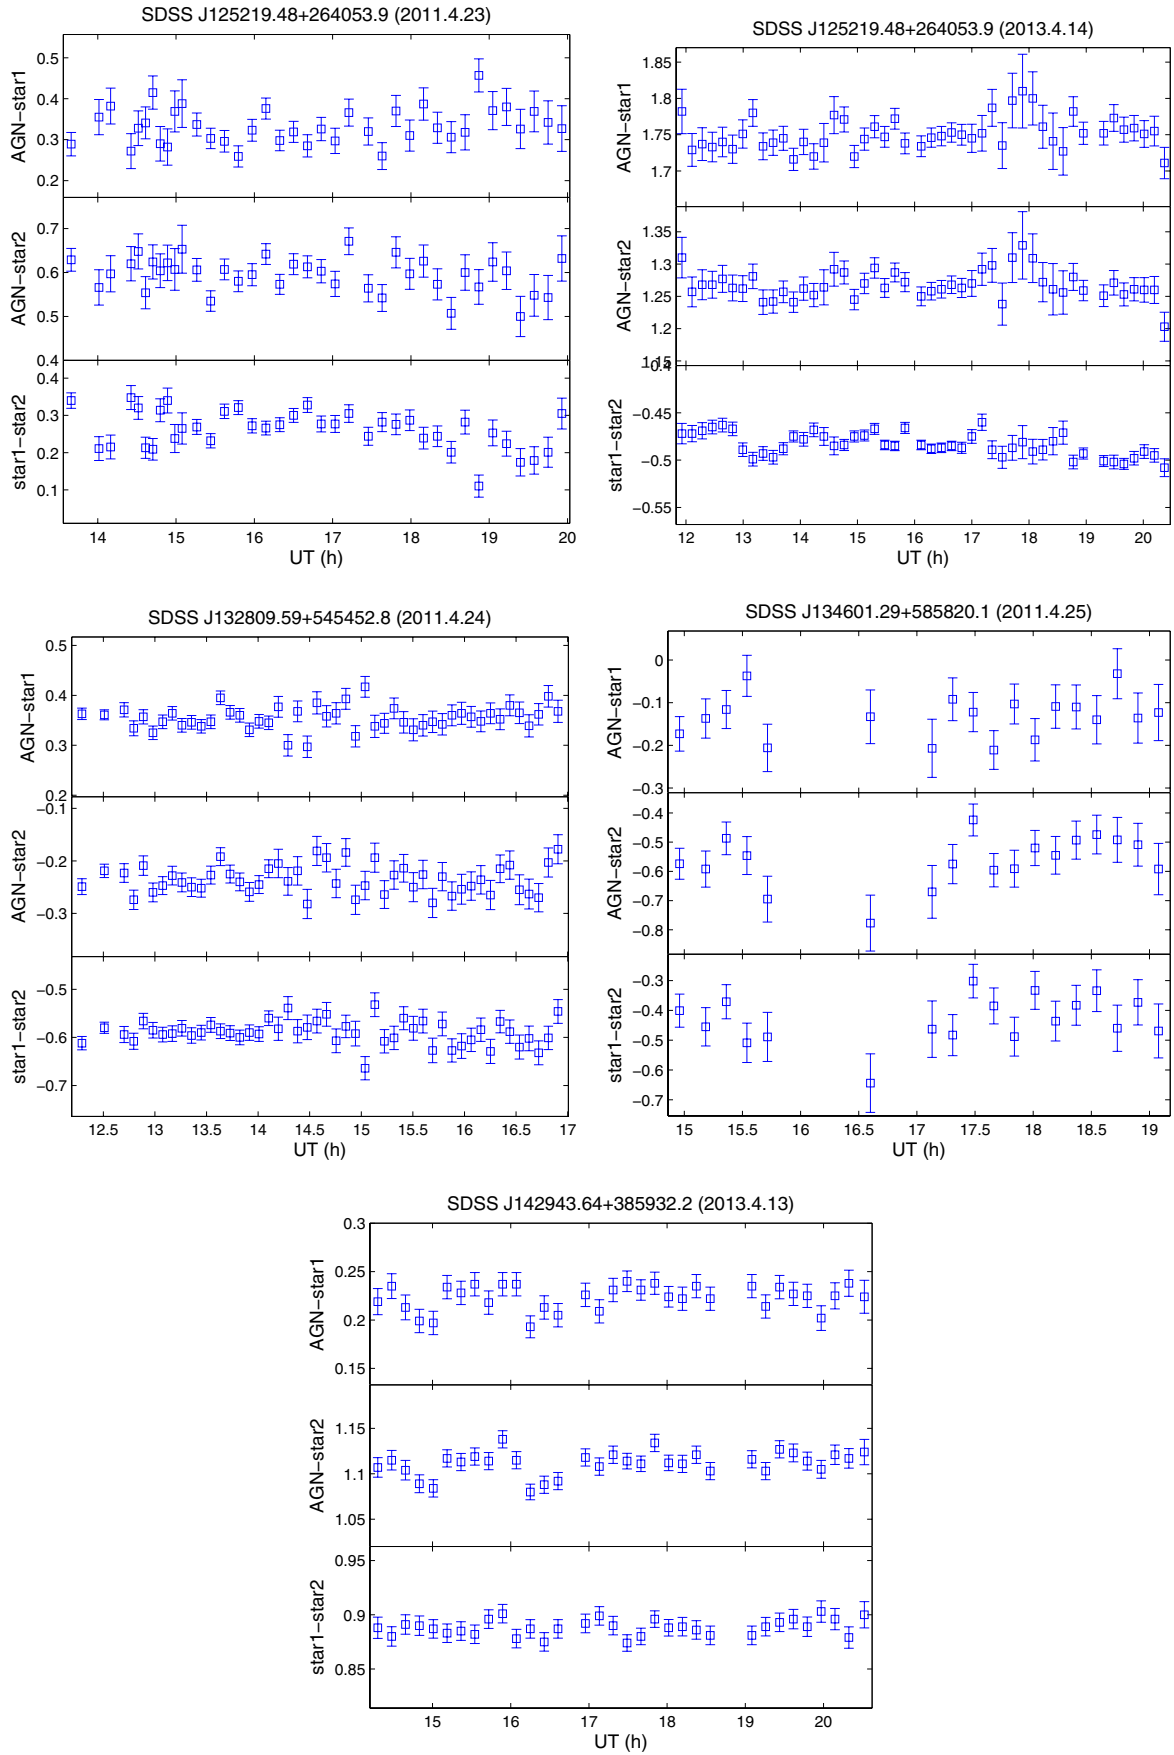 SDSS J125219.48+264053.9 (2011.4.23)
0.5
0.4
0.3
0.2
AGN−star1
0.7
0.6
0.5
0.4
AGN−star2
0.4
0.3
0.2
0.1
star1−star2
14 15 16 17 18 19 20
UT (h)
SDSS J125219.48+264053.9 (2013.4.14)
1.85
1.8
1.75
1.7
AGN−star1
1.35
1.3
1.25
1.2
1.15
AGN−star2
−0.4
−0.45
−0.5
−0.55
star1−star2
12 13 14 15 16 17 18 19 20
UT (h)
SDSS J132809.59+545452.8 (2011.4.24)
0.5
0.4
0.3
0.2
AGN−star1
−0.1
−0.2
−0.3
AGN−star2
−0.5
−0.6
−0.7
star1−star2
12.5 13 13.5 14 14.5 15 15.5 16 16.5 17
UT (h)
SDSS J134601.29+585820.1 (2011.4.25)
0
−0.1
−0.2
−0.3
AGN−star1
−0.4
−0.5
−0.6
−0.7
−0.8
AGN−star2
−0.3
−0.4
−0.5
−0.6
−0.7
star1−star2
15 15.5 16 16.5 17 17.5 18 18.5 19
UT (h)
SDSS J142943.64+385932.2 (2013.4.13)
0.3
0.25
0.2
0.15
AGN−star1
1.15
1.1
1.05
AGN−star2
0.95
0.9
0.85
star1−star2
15 16 17 18 19 20
UT (h)